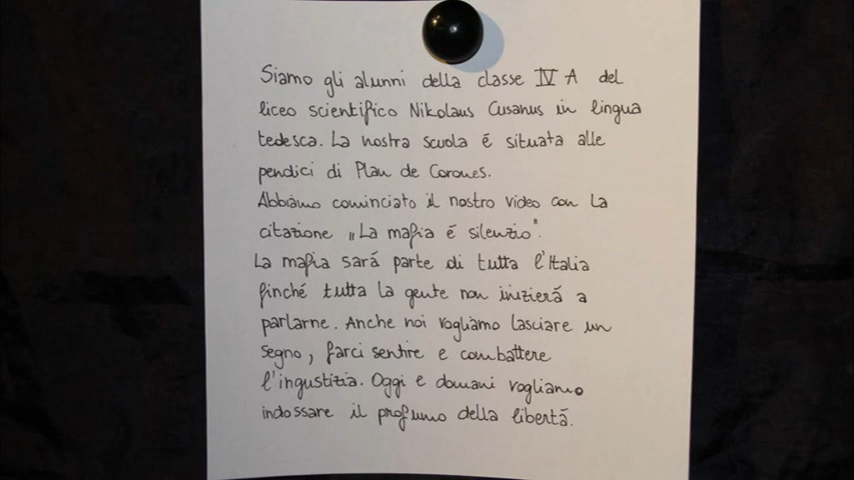 Siamo gli alunni della classe IV A del
liceo scientifico Nikolaus Cusanus in lingua
tedesca. La nostra scuola é situata alle
pendici di Plan de Corones.
Abbiamo cominciato il nostro video con la
citazione „La mafia é silenzio".
La mafia sará parte di tutta l'Italia
finché tutta la gente non inizierá a
parlarne. Anche noi vogliamo lasciare un
segno, farci sentire e combattere
l'ingustizia. Oggi e domani vogliamo
indossare il profumo della libertá.